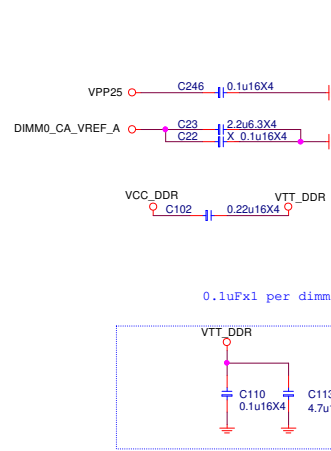 C246 0.1u16X4
VPP25
DIMM0_CA_VREF_A C23 2.2u6.3X4
C22 X_0.1u16X4
VCC_DDR VTT_DDR
C102 0.22u16X4
0.1uFx1 per dimm
VTT_DDR
C110 C113
0.1u16X4 4.7u